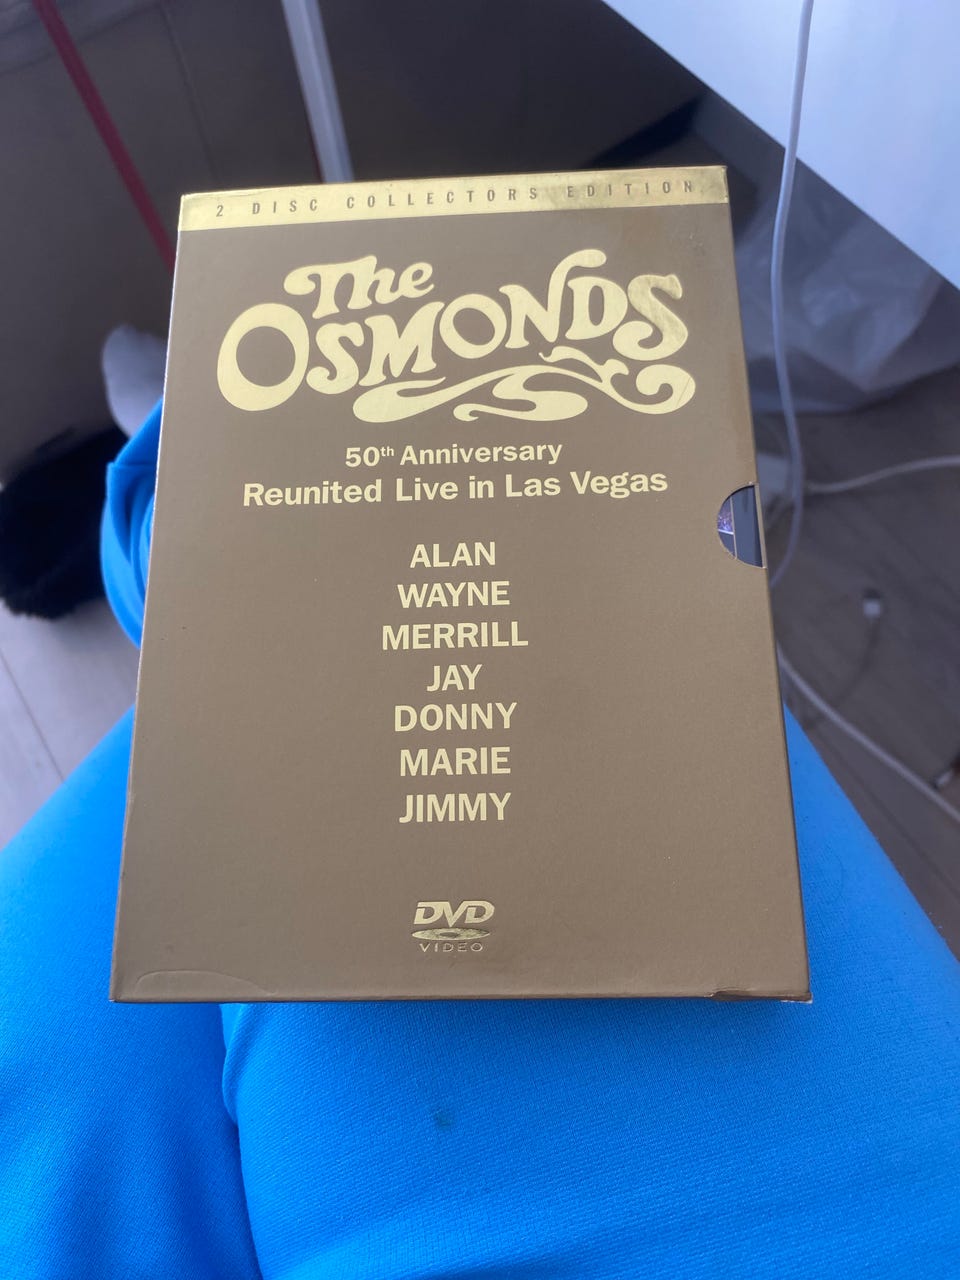 2 DISC COLLECTORS EDITION
The
OSMONDS
50th Anniversary
Reunited Live in Las Vegas
ALAN
WAYNE
MERRILL
JAY
DONNY
MARIE
JIMMY
DVD
VIDEO